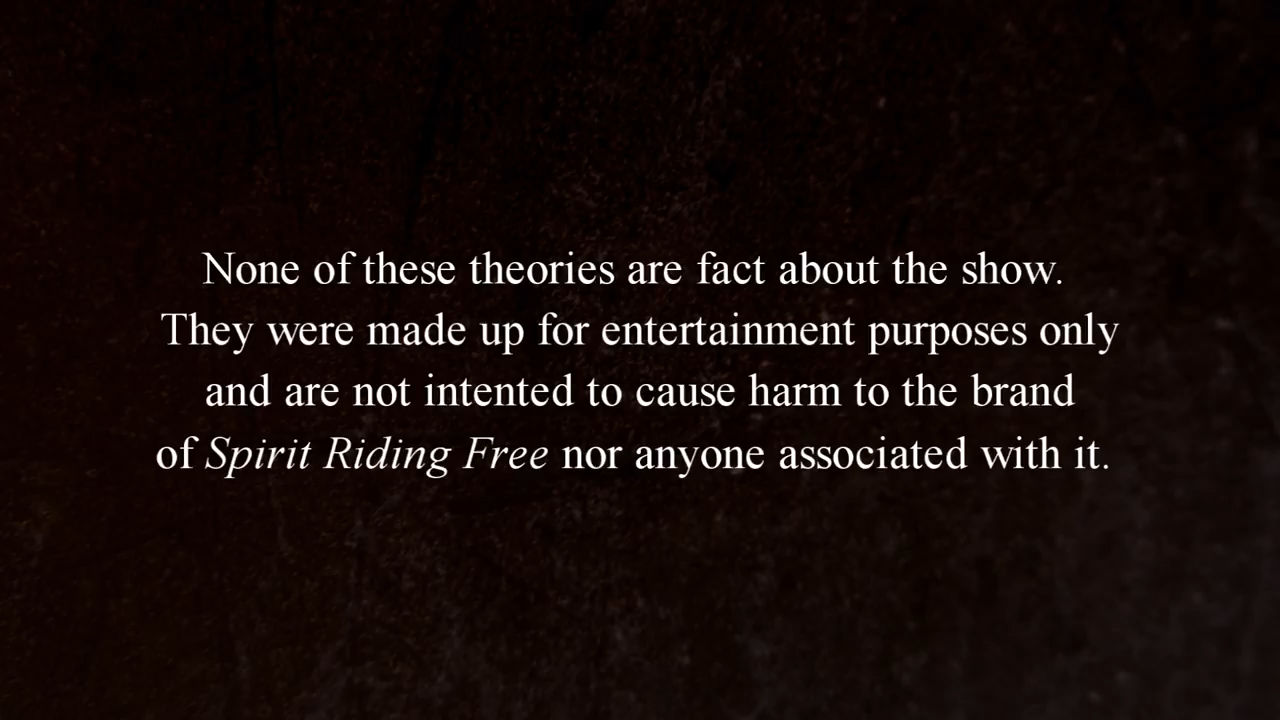 None of these theories are fact about the show.
They were made up for entertainment purposes only
and are not intented to cause harm to the brand
of Spirit Riding Free nor anyone associated with it.